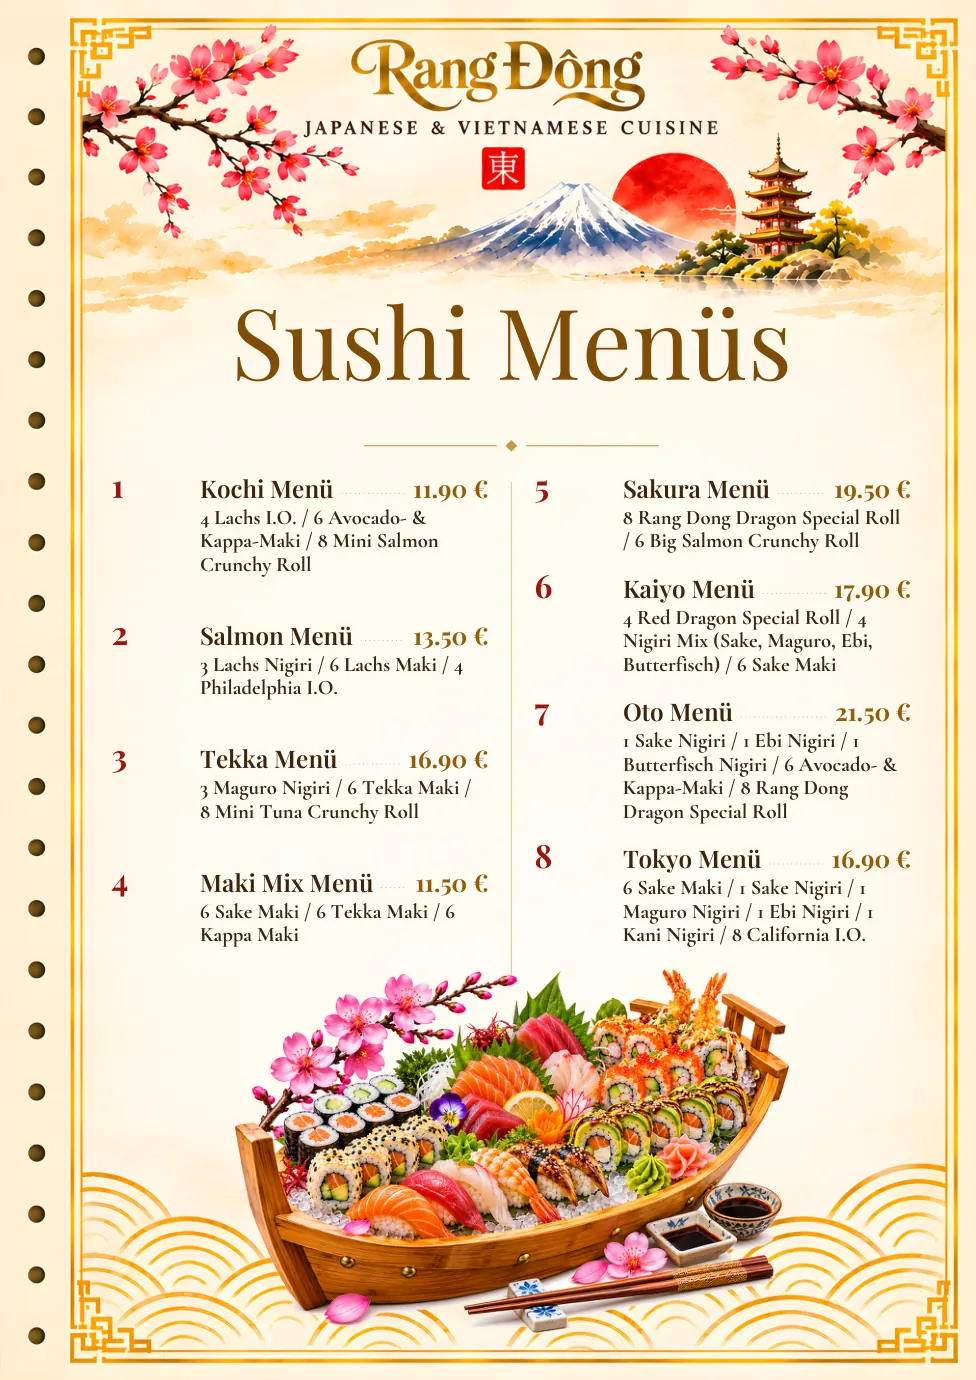 Rang Đông
JAPANESE & VIETNAMESE CUISINE
東
Sushi Menüs
1 Kochi Menü 11.90 €
4 Lachs I.O. / 6 Avocado- &
Kappa-Maki / 8 Mini Salmon
Crunchy Roll
2 Salmon Menü 13.50 €
3 Lachs Nigiri / 6 Lachs Maki / 4
Philadelphia I.O.
3 Tekka Menü 16.90 €
3 Maguro Nigiri / 6 Tekka Maki /
8 Mini Tuna Crunchy Roll
4 Maki Mix Menü 11.50 €
6 Sake Maki / 6 Tekka Maki / 6
Kappa Maki
5 Sakura Menü 19.50 €
8 Rang Dong Dragon Special Roll
/ 6 Big Salmon Crunchy Roll
6 Kaiyo Menü 17.90 €
4 Red Dragon Special Roll / 4
Nigiri Mix (Sake, Maguro, Ebi,
Butterfisch) / 6 Sake Maki
7 Oto Menü 21.50 €
1 Sake Nigiri / 1 Ebi Nigiri / 1
Butterfisch Nigiri / 6 Avocado- &
Kappa-Maki / 8 Rang Dong
Dragon Special Roll
8 Tokyo Menü 16.90 €
6 Sake Maki / 1 Sake Nigiri / 1
Maguro Nigiri / 1 Ebi Nigiri / 1
Kani Nigiri / 8 California I.O.